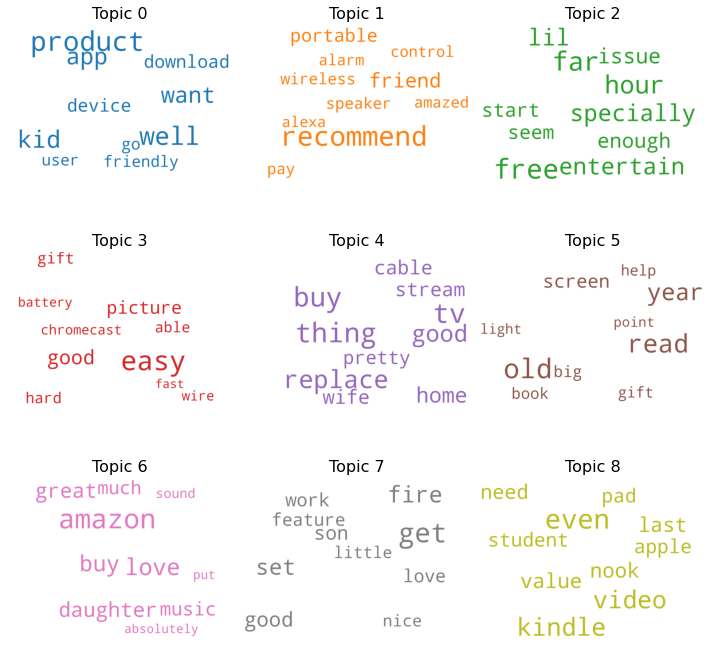 Topic 0
product
app
download
want
device
kid
go
well
user
friendly
Topic 1
portable
control
alarm
wireless
friend
speaker
amazed
alexa
recommend
pay
Topic 2
lil
far
issue
hour
start
specially
seem
enough
free
entertain
Topic 3
gift
battery
picture
chromecast
able
good
easy
fast
hard
wire
Topic 4
cable
stream
buy
tv
thing
good
pretty
replace
wife
home
Topic 5
help
screen
year
light
point
read
old
big
book
gift
Topic 6
great
much
sound
amazon
buy
love
put
daughter
music
absolutely
Topic 7
work
fire
feature
son
get
little
set
love
good
nice
Topic 8
need
pad
even
last
student
apple
nook
value
video
kindle